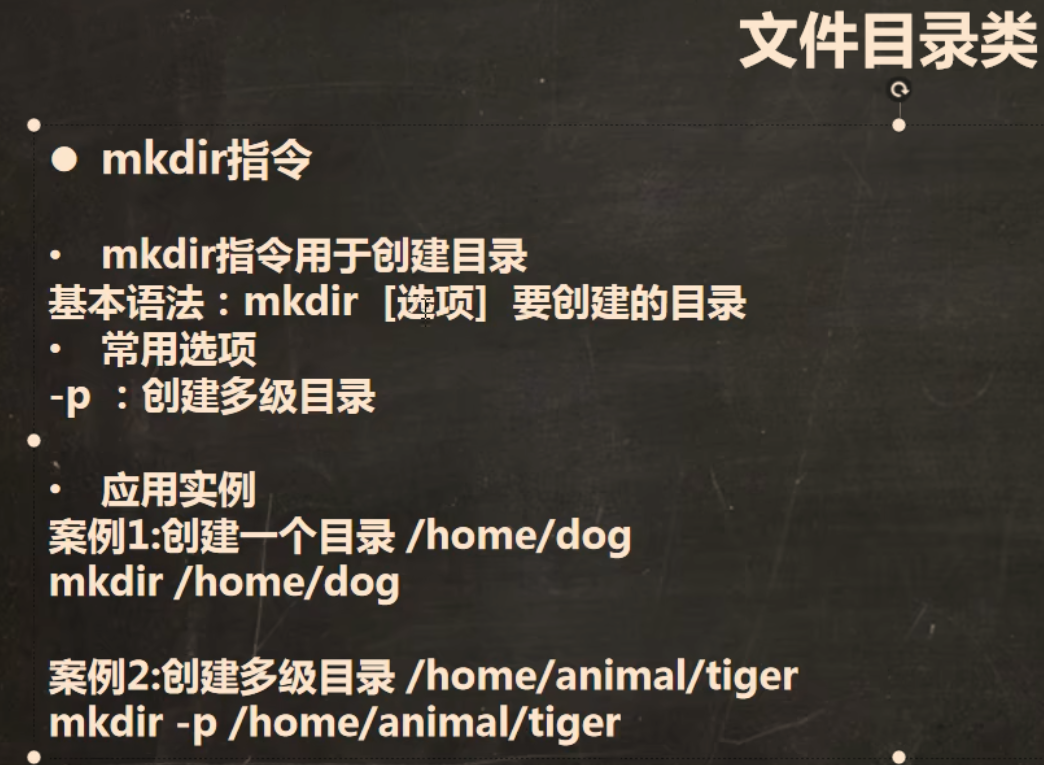 文件目录类
● mkdir指令
• mkdir指令用于创建目录
基本语法：mkdir [选项] 要创建的目录
• 常用选项
-p ：创建多级目录
• 应用实例
案例1:创建一个目录 /home/dog
mkdir /home/dog
案例2:创建多级目录 /home/animal/tiger
mkdir -p /home/animal/tiger